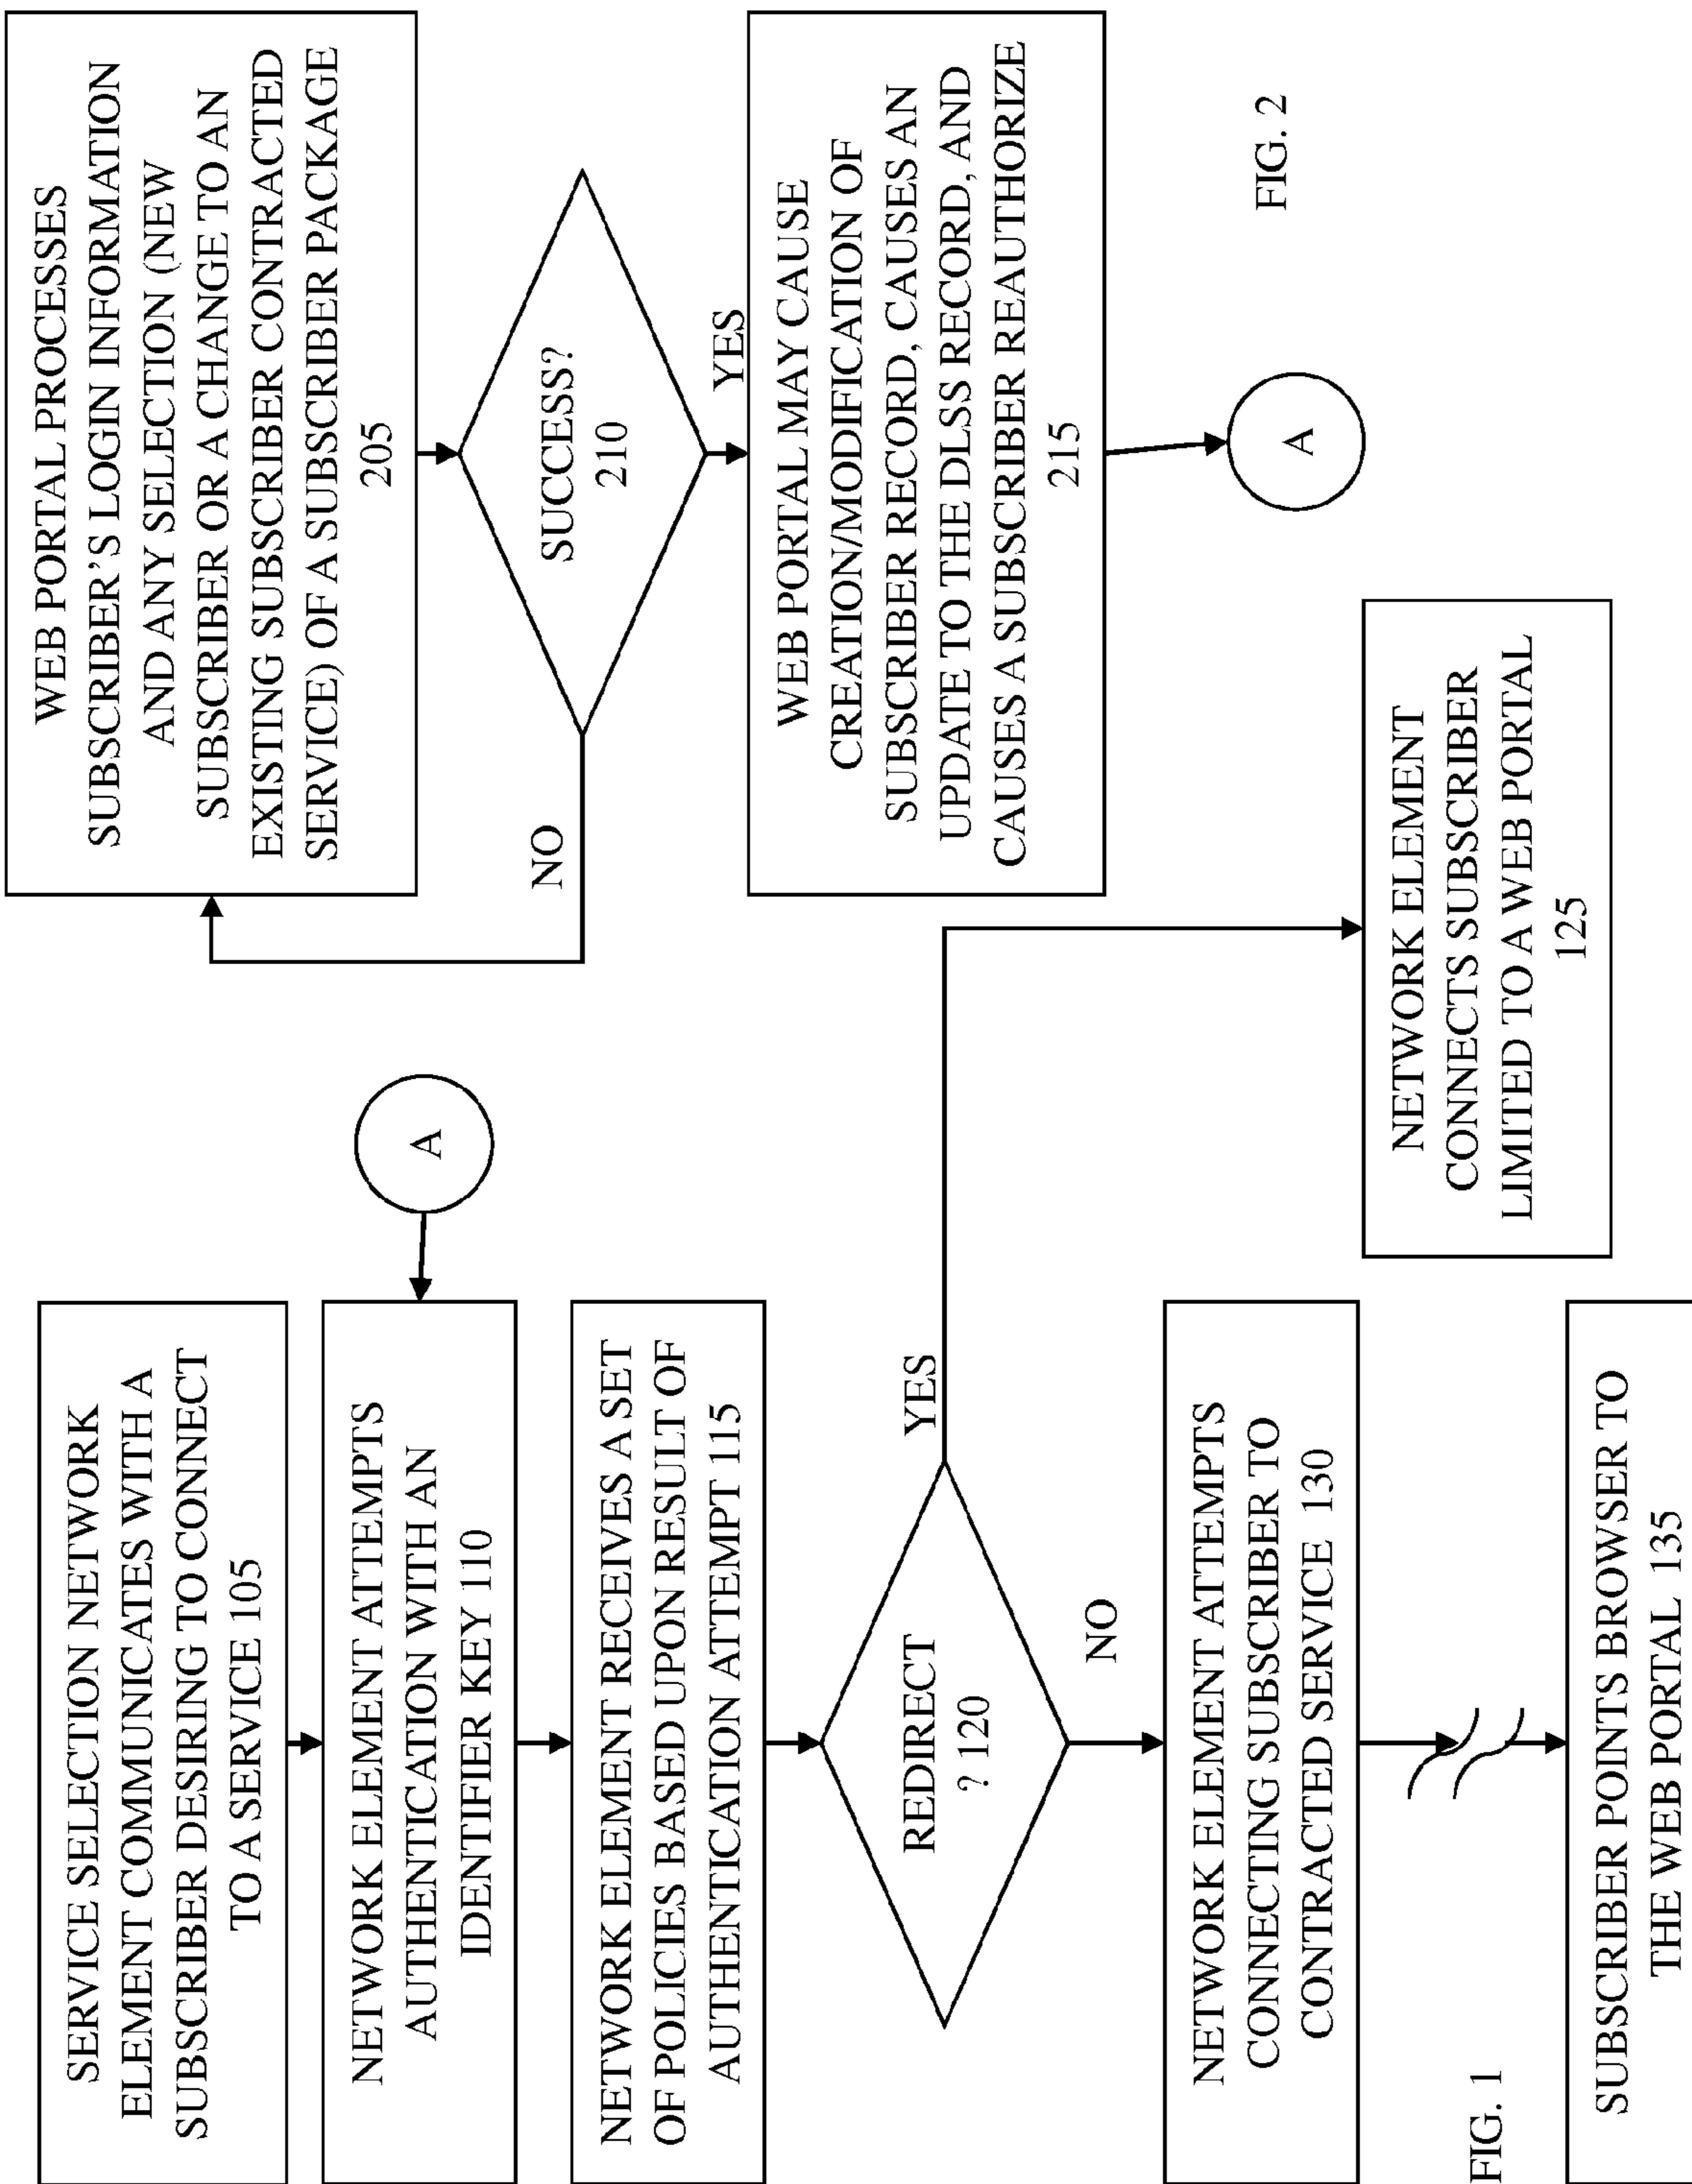 SERVICE SELECTION NETWORK
ELEMENT COMMUNICATES WITH A
SUBSCRIBER DESIRING TO CONNECT
TO A SERVICE 105
NETWORK ELEMENT ATTEMPTS
AUTHENTICATION WITH AN
IDENTIFIER KEY 110
A
NETWORK ELEMENT RECEIVES A SET
OF POLICIES BASED UPON RESULT OF
AUTHENTICATION ATTEMPT 115
REDIRECT
? 120
YES
NO
NETWORK ELEMENT
CONNECTS SUBSCRIBER
LIMITED TO A WEB PORTAL
125
NETWORK ELEMENT ATTEMPTS
CONNECTING SUBSCRIBER TO
CONTRACTED SERVICE 130
FIG. 1
SUBSCRIBER POINTS BROWSER TO
THE WEB PORTAL 135
WEB PORTAL PROCESSES
SUBSCRIBER'S LOGIN INFORMATION
AND ANY SELECTION (NEW
SUBSCRIBER OR A CHANGE TO AN
EXISTING SUBSCRIBER CONTRACTED
SERVICE) OF A SUBSCRIBER PACKAGE
205
SUCCESS?
210
NO
YES
WEB PORTAL MAY CAUSE
CREATION/MODIFICATION OF
SUBSCRIBER RECORD, CAUSES AN
UPDATE TO THE DLSS RECORD, AND
CAUSES A SUBSCRIBER REAUTHORIZE
215
A
FIG. 2